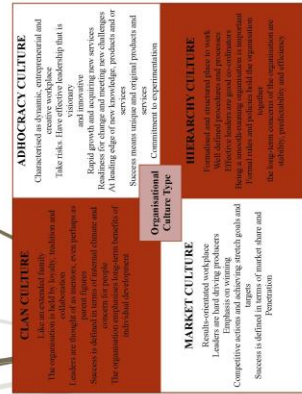 CLAN CULTURE
Like an extended family
The organisation is held by loyalty, tradition and
collaboration
Leaders are thought of as mentors, even perhaps as
parent figures
Success is defined in terms of internal climate and
concern for people
The organisation emphasises long-term benefits of
individual development
ADHOCRACY CULTURE
Characterised as dynamic, entrepreneurial and
creative workplace
Take risks. Have effective leadership that is
visionary
and innovative
Rapid growth and acquiring new services
Readiness for change and meeting new challenges
At leading edge of new knowledge, products and or
services
Success means unique and original products and
services
Commitment to experimentation
Organisational
Culture Type
MARKET CULTURE
Results-orientated workplace
Leaders are hard driving producers
Emphasis on winning
Competitive actions and achieving stretch goals and
targets
Success is defined in terms of market share and
Penetration
HIERARCHY CULTURE
Formalised and structured place to work
Well defined procedures and processes
Effective leaders are good co-ordinators
Being a smooth-running organisation is important
Formal rules and policies hold the organisation
together
the long-term concerns of the organisation are
stability, predictability and efficiency